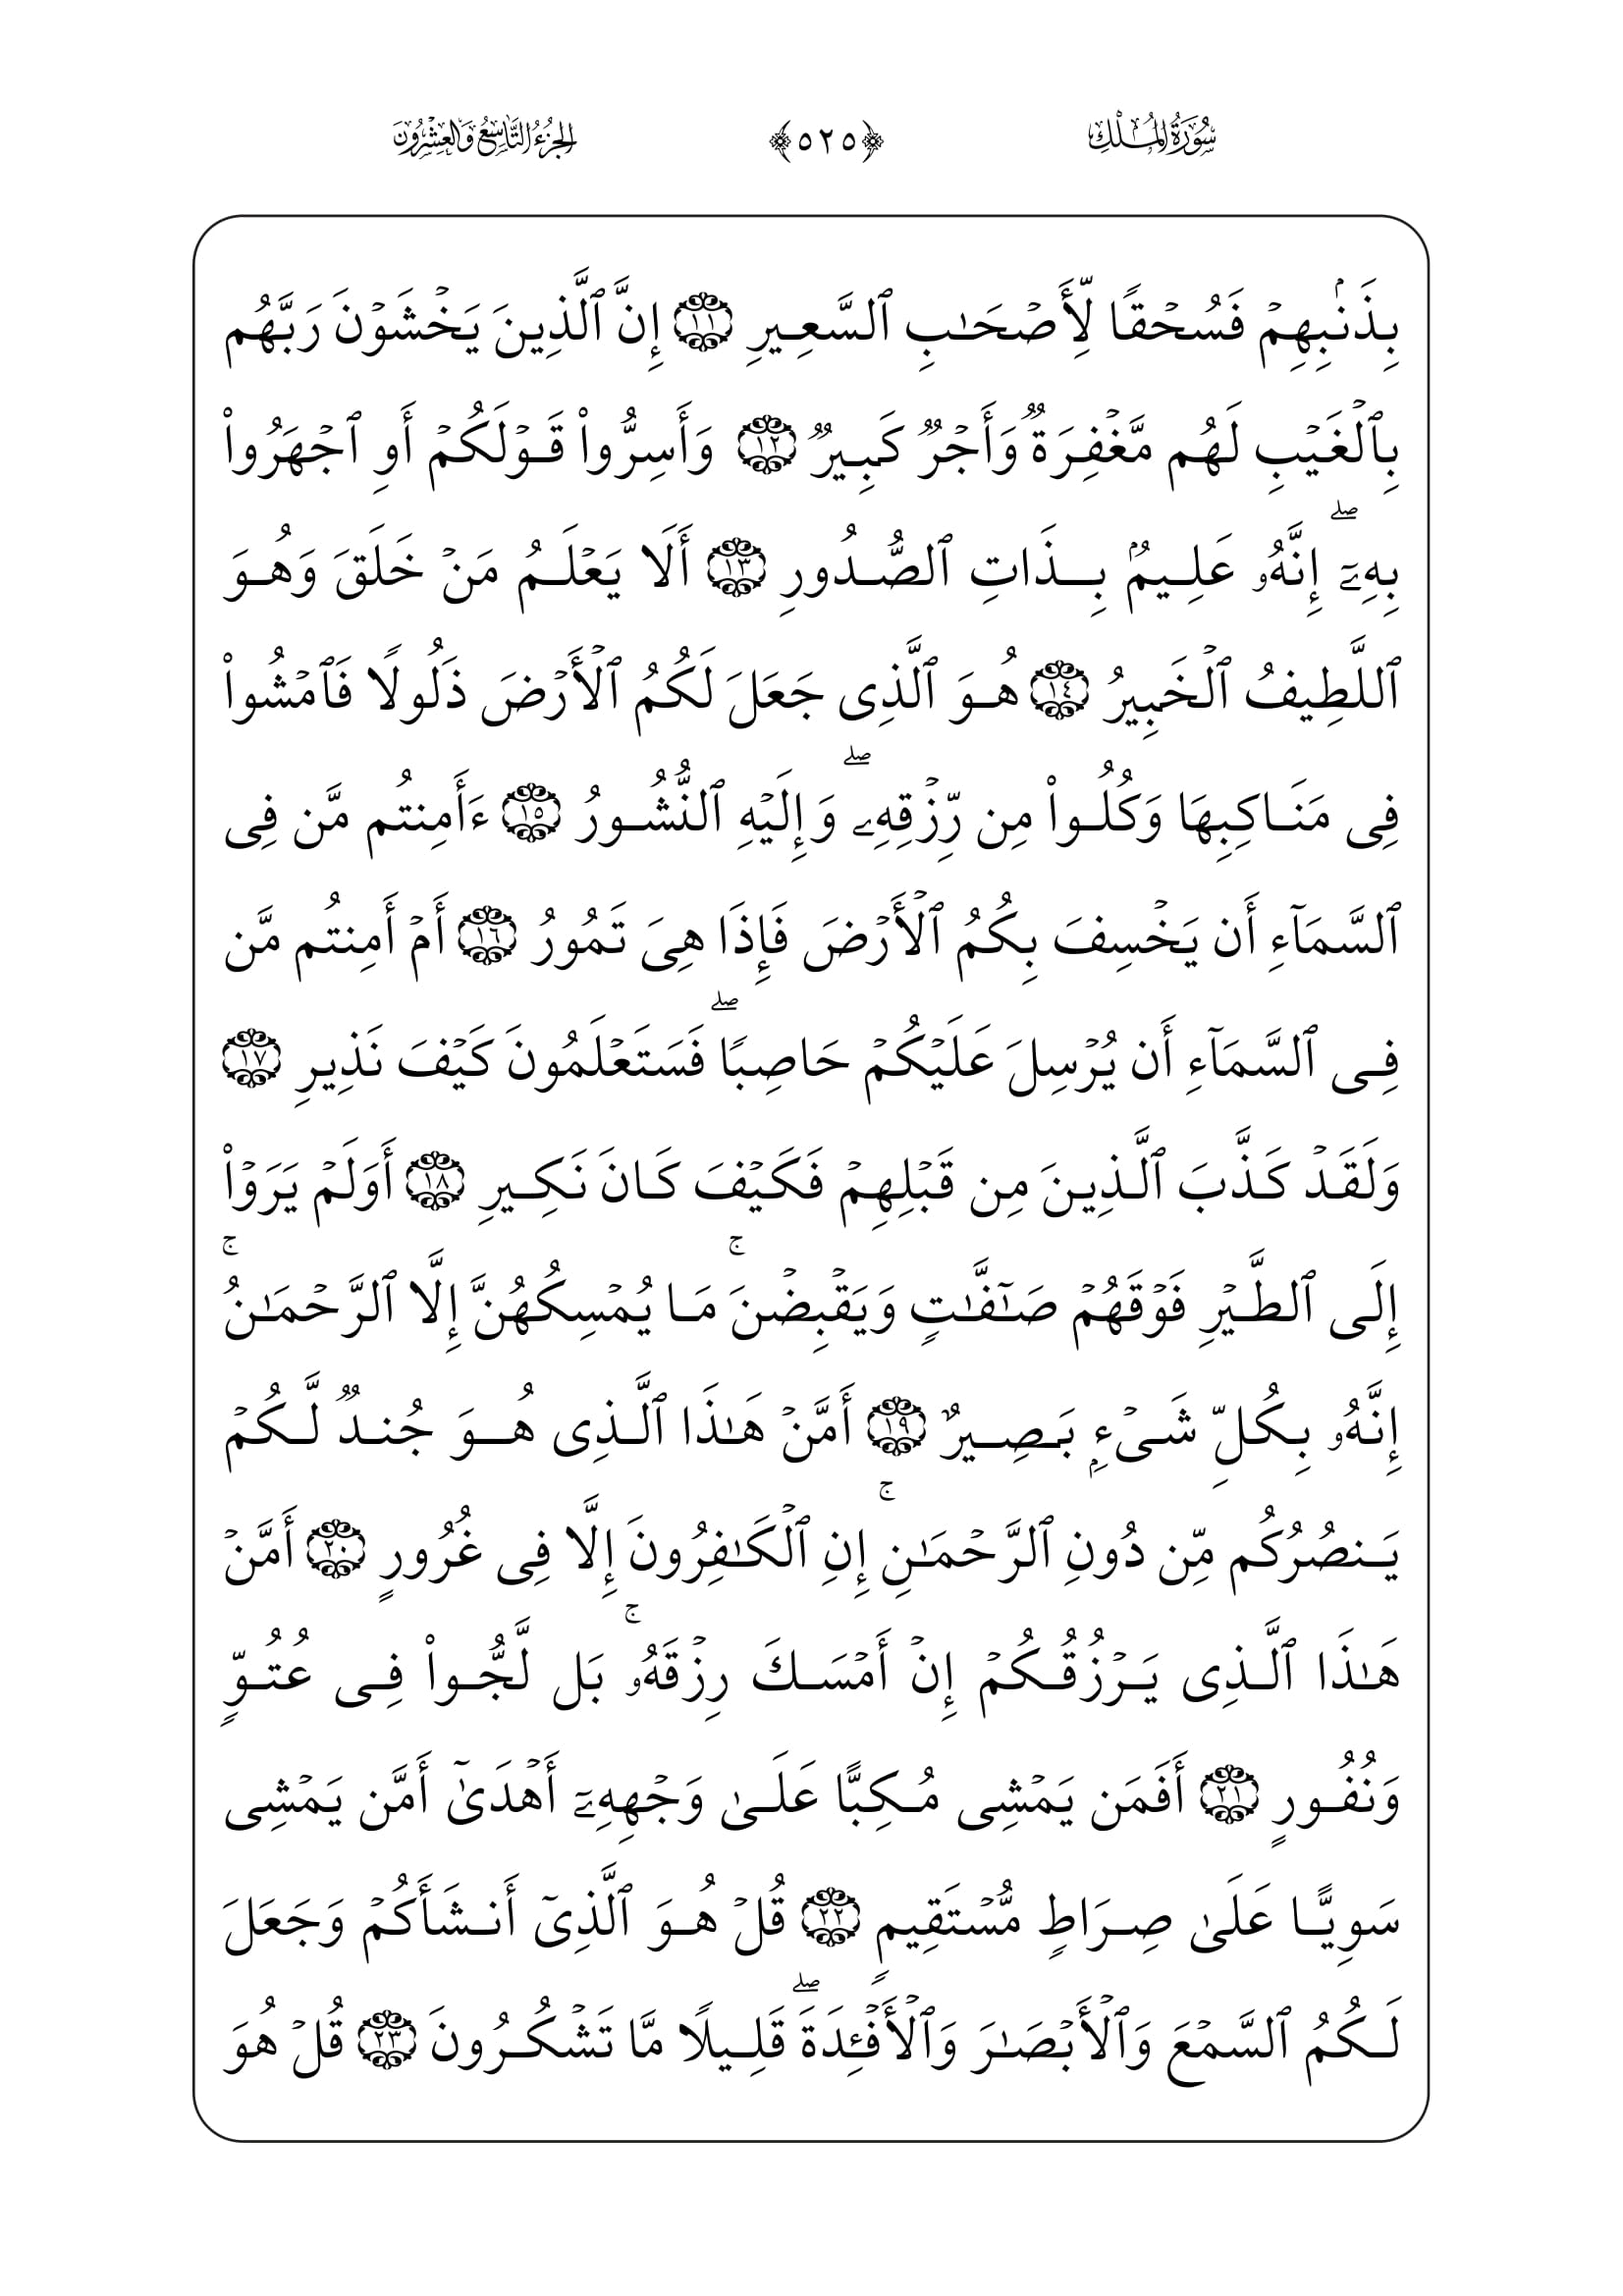 سُورَةُ المُلۡكِ ﴿٥٢٥﴾ الجُزۡءُ التَّاسِعُ وَالعِشۡرُونَ
بِذَنۢبِهِمۡ فَسُحۡقٗا لِّأَصۡحَٰبِ ٱلسَّعِيرِ ١١ إِنَّ ٱلَّذِينَ يَخۡشَوۡنَ رَبَّهُم
بِٱلۡغَيۡبِ لَهُم مَّغۡفِرَةٞ وَأَجۡرٞ كَبِيرٞ ١٢ وَأَسِرُّواْ قَوۡلَكُمۡ أَوِ ٱجۡهَرُواْ
بِهِۦٓۖ إِنَّهُۥ عَلِيمُۢ بِذَاتِ ٱلصُّدُورِ ١٣ أَلَا يَعۡلَمُ مَنۡ خَلَقَ وَهُوَ
ٱللَّطِيفُ ٱلۡخَبِيرُ ١٤ هُوَ ٱلَّذِي جَعَلَ لَكُمُ ٱلۡأَرۡضَ ذَلُولٗا فَٱمۡشُواْ
فِي مَنَاكِبِهَا وَكُلُواْ مِن رِّزۡقِهِۦۖ وَإِلَيۡهِ ٱلنُّشُورُ ١٥ ءَأَمِنتُم مَّن فِي
ٱلسَّمَآءِ أَن يَخۡسِفَ بِكُمُ ٱلۡأَرۡضَ فَإِذَا هِيَ تَمُورُ ١٦ أَمۡ أَمِنتُم مَّن
فِي ٱلسَّمَآءِ أَن يُرۡسِلَ عَلَيۡكُمۡ حَاصِبٗاۖ فَسَتَعۡلَمُونَ كَيۡفَ نَذِيرِ ١٧
وَلَقَدۡ كَذَّبَ ٱلَّذِينَ مِن قَبۡلِهِمۡ فَكَيۡفَ كَانَ نَكِيرِ ١٨ أَوَلَمۡ يَرَوۡاْ
إِلَى ٱلطَّيۡرِ فَوۡقَهُمۡ صَٰٓفَّٰتٖ وَيَقۡبِضۡنَۚ مَا يُمۡسِكُهُنَّ إِلَّا ٱلرَّحۡمَٰنُۚ
إِنَّهُۥ بِكُلِّ شَيۡءِۭ بَصِيرٌ ١٩ أَمَّنۡ هَٰذَا ٱلَّذِي هُوَ جُندٞ لَّكُمۡ
يَنصُرُكُم مِّن دُونِ ٱلرَّحۡمَٰنِۚ إِنِ ٱلۡكَٰفِرُونَ إِلَّا فِي غُرُورٍ ٢٠ أَمَّنۡ
هَٰذَا ٱلَّذِي يَرۡزُقُكُمۡ إِنۡ أَمۡسَكَ رِزۡقَهُۥۚ بَل لَّجُّواْ فِي عُتُوّٖ
وَنُفُورٍ ٢١ أَفَمَن يَمۡشِي مُكِبًّا عَلَىٰ وَجۡهِهِۦٓ أَهۡدَىٰٓ أَمَّن يَمۡشِي
سَوِيًّا عَلَىٰ صِرَاطٖ مُّسۡتَقِيمٖ ٢٢ قُلۡ هُوَ ٱلَّذِيٓ أَنشَأَكُمۡ وَجَعَلَ
لَكُمُ ٱلسَّمۡعَ وَٱلۡأَبۡصَٰرَ وَٱلۡأَفۡـِٔدَةَۖ قَلِيلٗا مَّا تَشۡكُرُونَ ٢٣ قُلۡ هُوَ